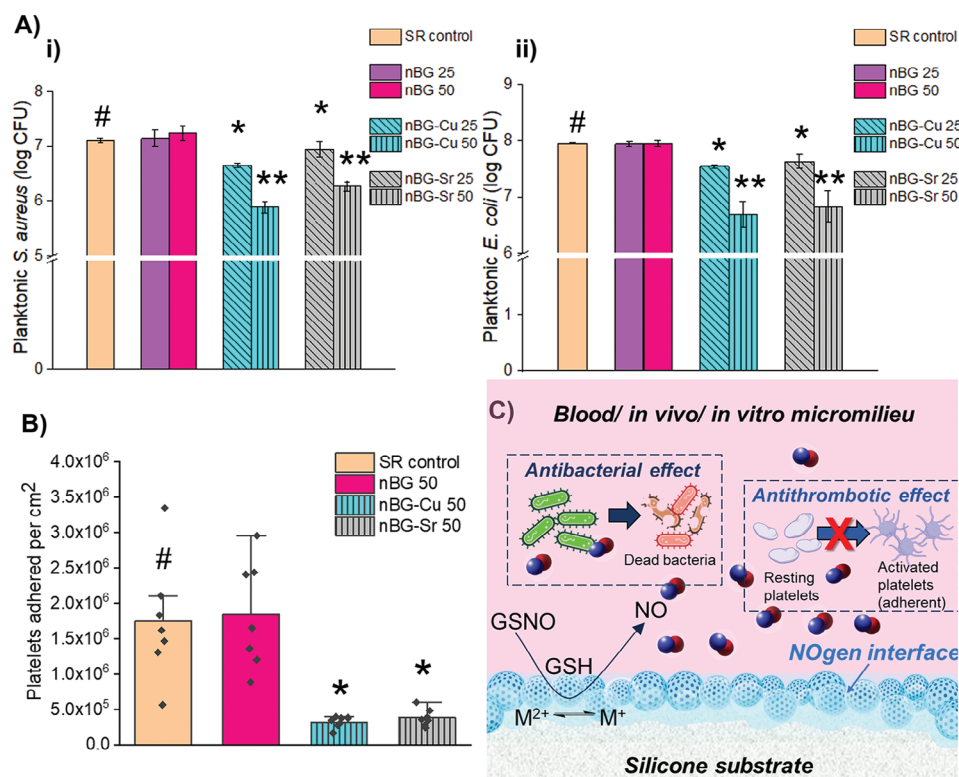 A)
i)
Planktonic S. aureus (log CFU)
9
8
7
6
5
0
#
*
**
*
**
SR control
nBG 25
nBG 50
nBG-Cu 25
nBG-Cu 50
nBG-Sr 25
nBG-Sr 50
ii)
Planktonic E. coli (log CFU)
9
8
7
6
2
1
0
#
*
**
*
**
SR control
nBG 25
nBG 50
nBG-Cu 25
nBG-Cu 50
nBG-Sr 25
nBG-Sr 50
B)
Platelets adhered per cm2
4.0x10⁶
3.5x10⁶
3.0x10⁶
2.5x10⁶
2.0x10⁶
1.5x10⁶
1.0x10⁶
5.0x10⁵
0.0
#
*
*
SR control
nBG 50
nBG-Cu 50
nBG-Sr 50
C)
Blood/ in vivo/ in vitro micromilieu
Antibacterial effect
Dead bacteria
Antithrombotic effect
X
Resting
platelets
Activated
platelets
(adherent)
GSNO
NO
GSH
NOgen interface
M²⁺ ⇌ M⁺
Silicone substrate